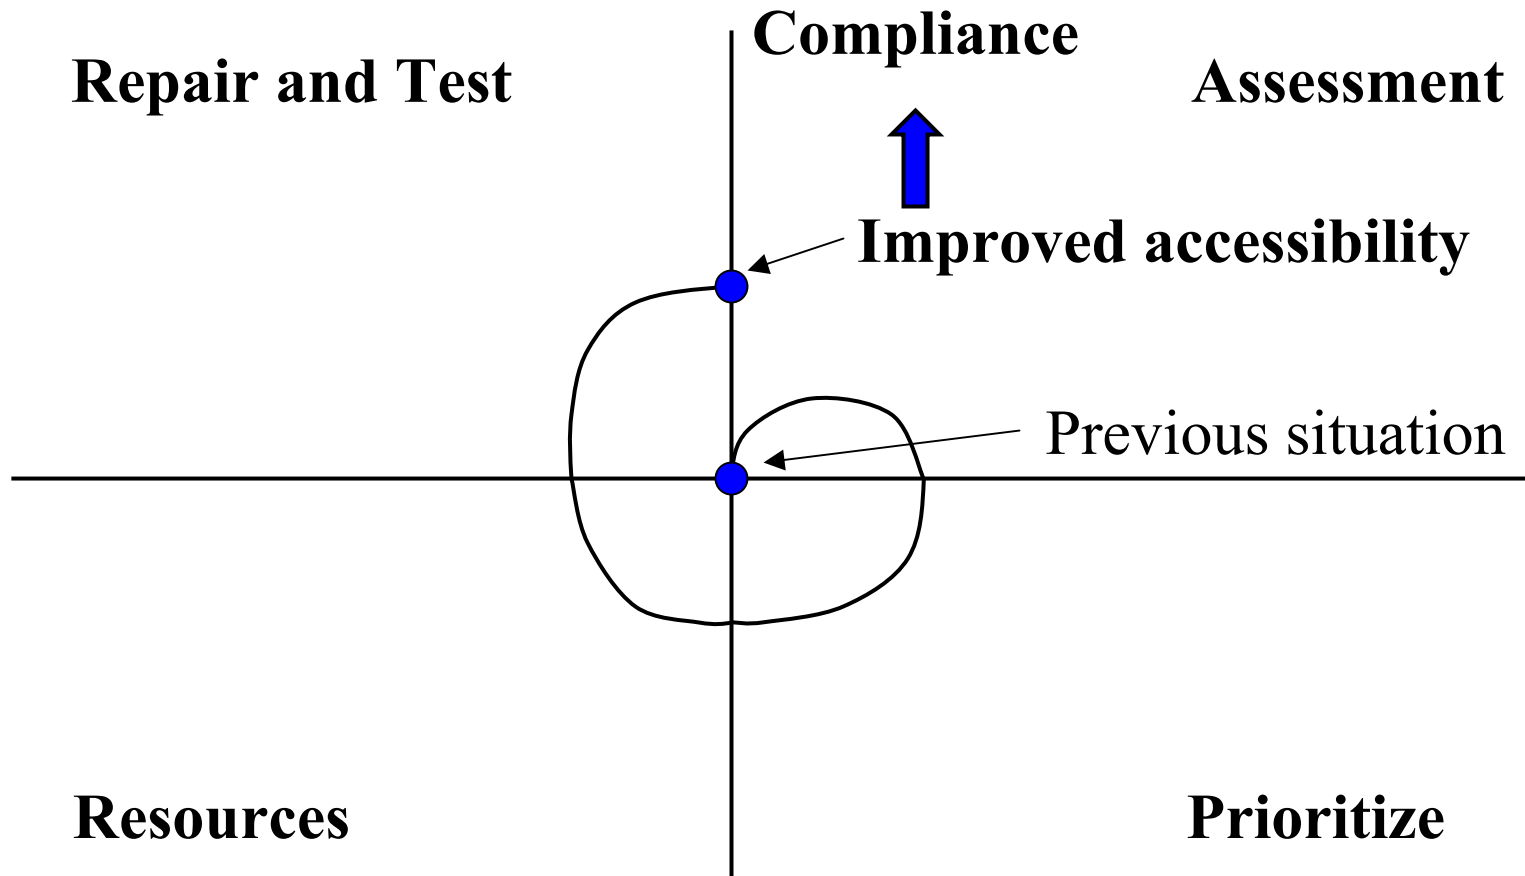 Compliance
Repair and Test
Assessment
Improved accessibility
Previous situation
Resources
Prioritize